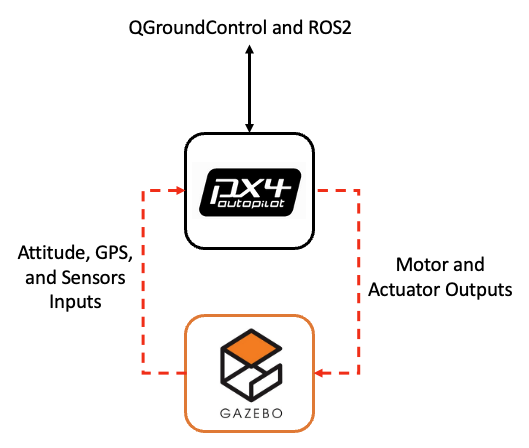 QGroundControl and ROS2
px4
autopilot
Attitude, GPS,
and Sensors
Inputs
Motor and
Actuator Outputs
GAZEBO